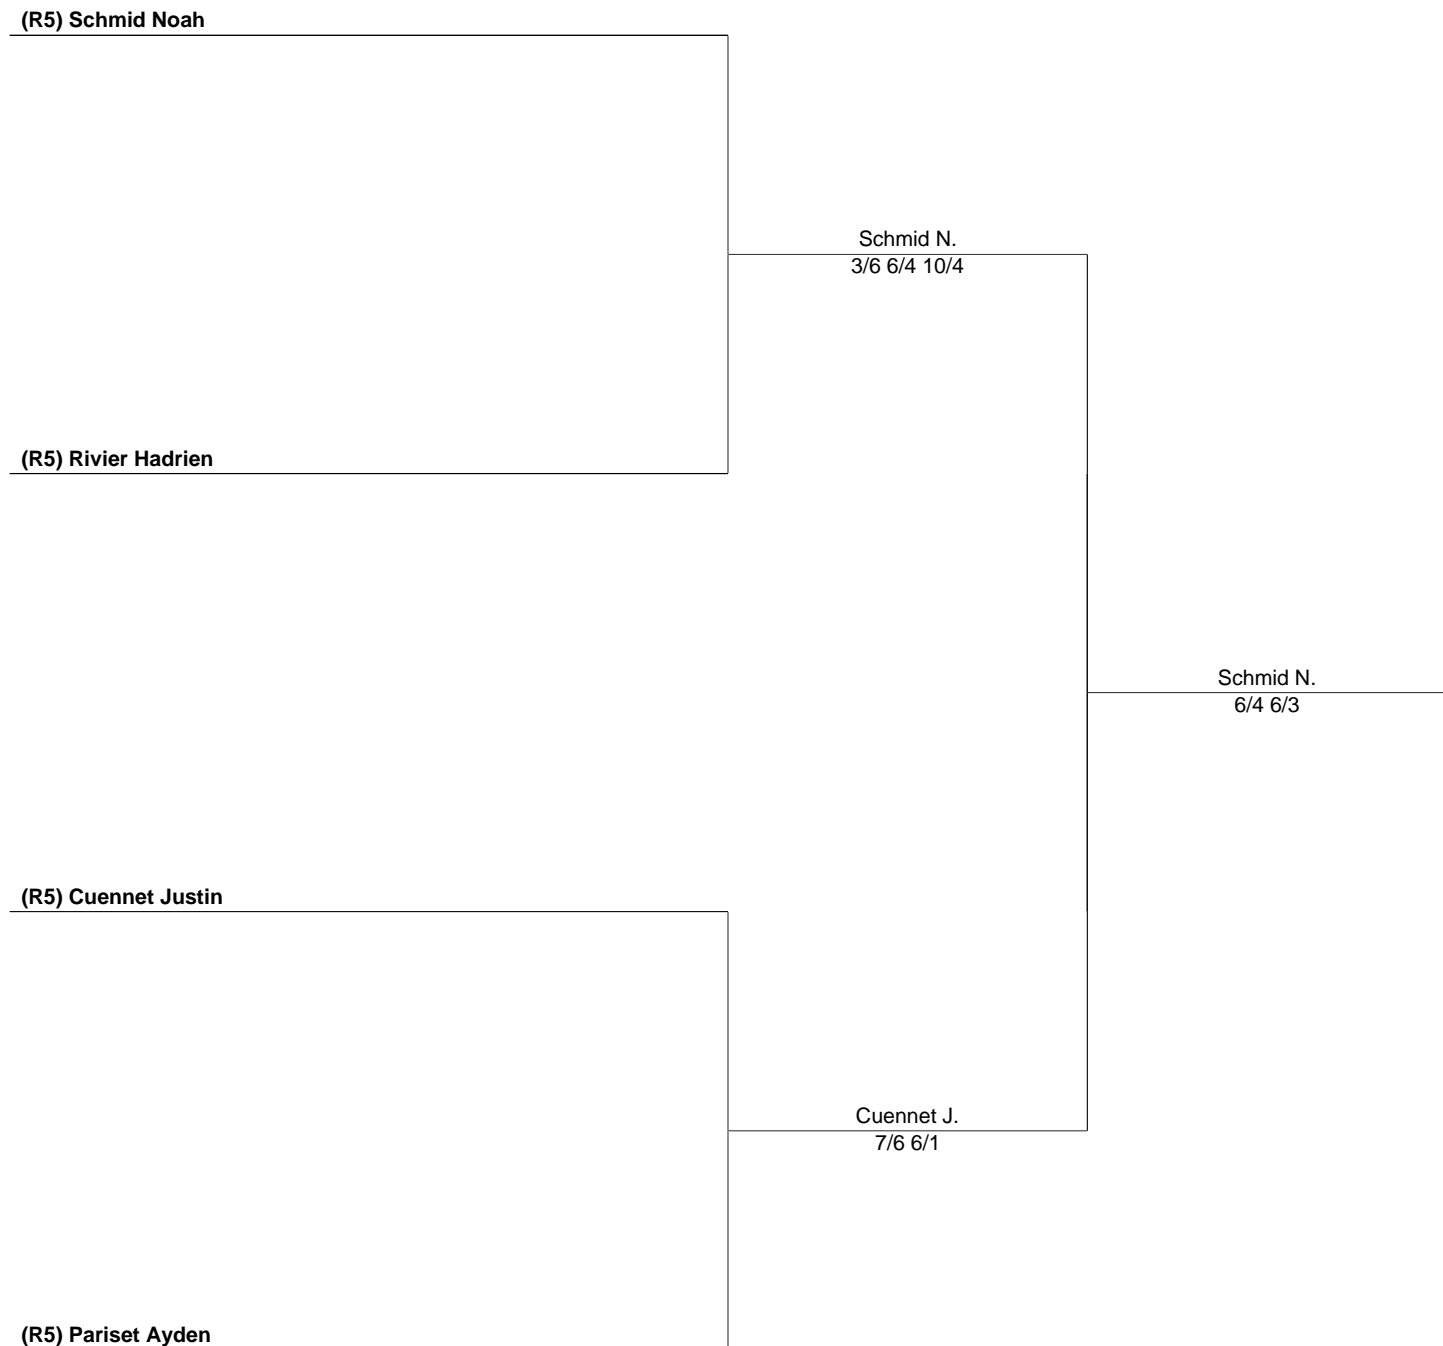 (R5) Schmid Noah
Schmid N.
3/6 6/4 10/4
(R5) Rivier Hadrien
Schmid N.
6/4 6/3
(R5) Cuennet Justin
Cuennet J.
7/6 6/1
(R5) Pariset Ayden